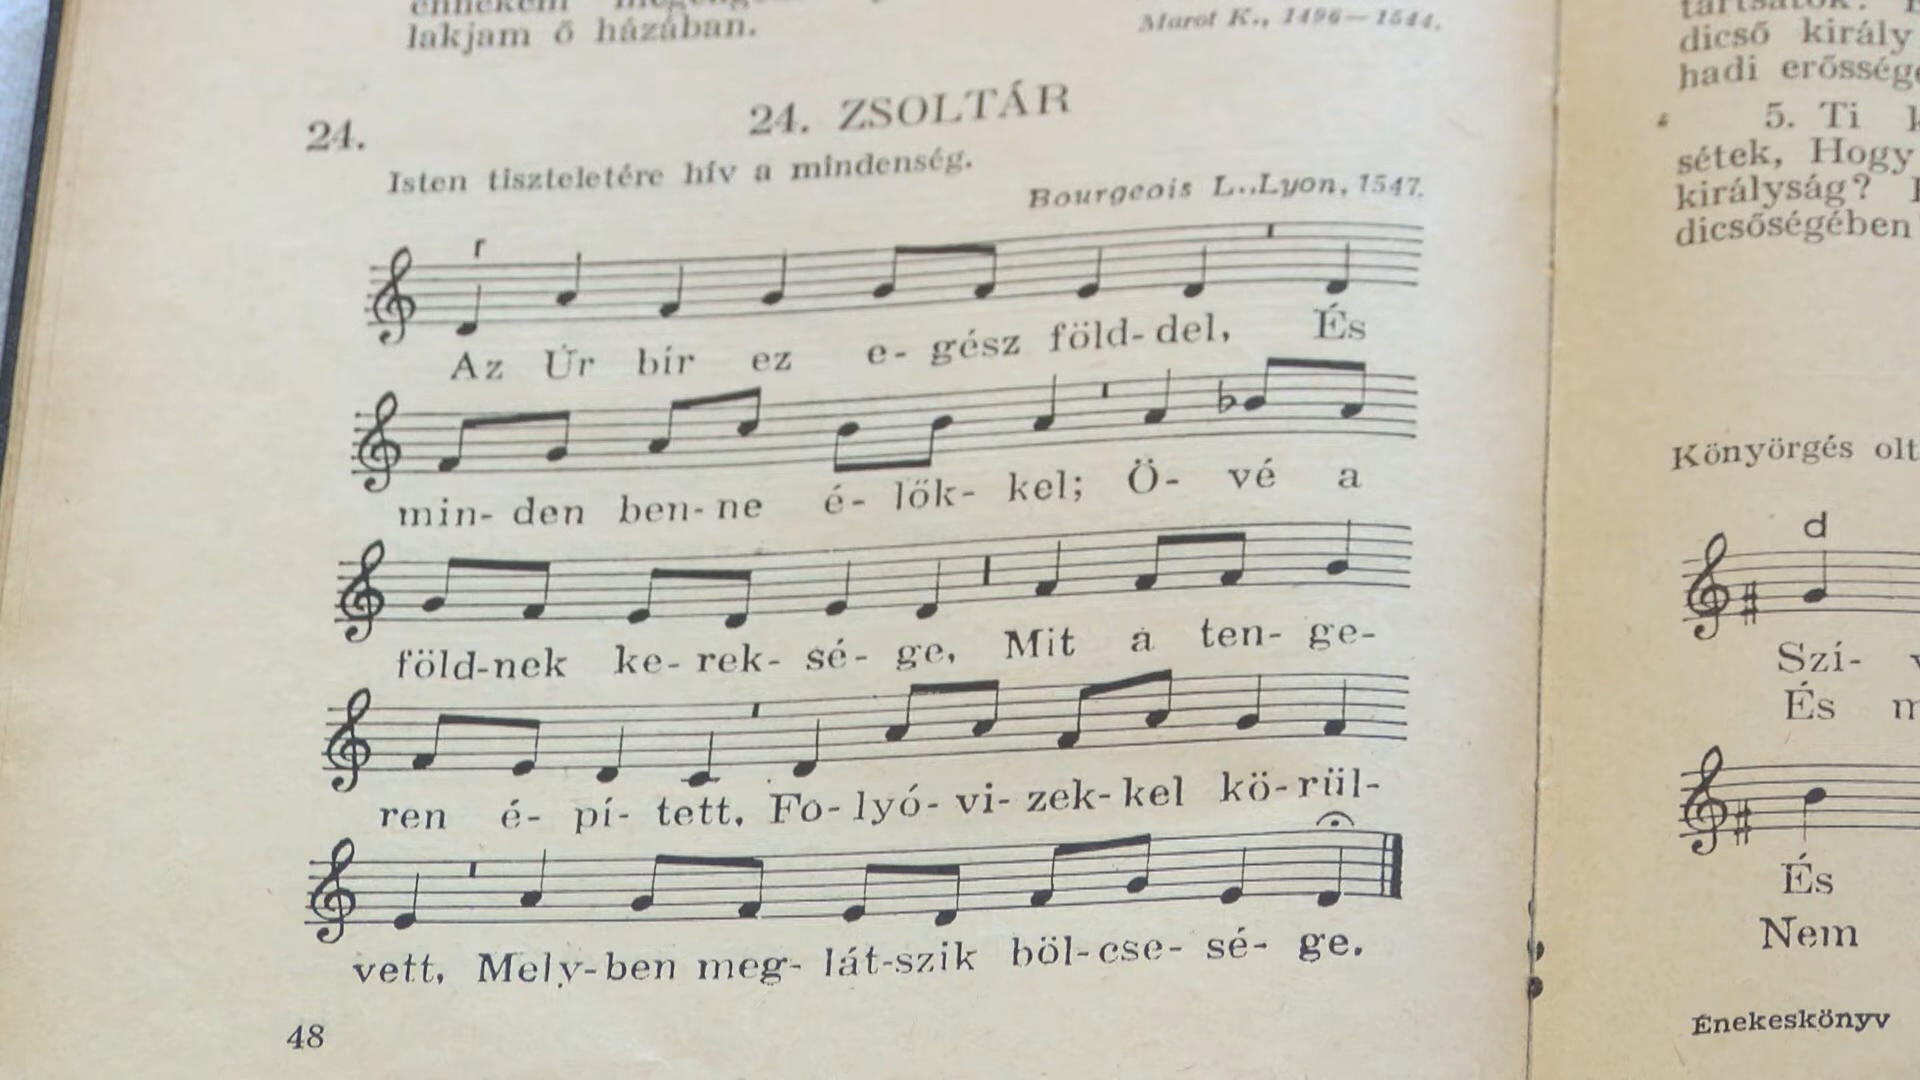 lakjam ő házában.
Marot K., 1496—1544.
24.
24. ZSOLTÁR
Isten tiszteletére hív a mindenség.
Bourgeois L..Lyon, 1547.
r
Az Úr bír ez e- gész föld- del, És
min- den ben- ne é- lők- kel; Ö- vé a
föld-nek ke- rek- sé- ge, Mit a ten- ge-
ren é- pí- tett, Fo- lyó- vi- zek- kel kö- rül-
vett, Mely-ben meg- lát-szik böl- cse- sé- ge.
48
dicső király
hadi erősség
5. Ti
sétek, Hogy
királyság?
dicsőségében
Könyörgés
d
Szí-
És
És
Nem
Énekeskönyv